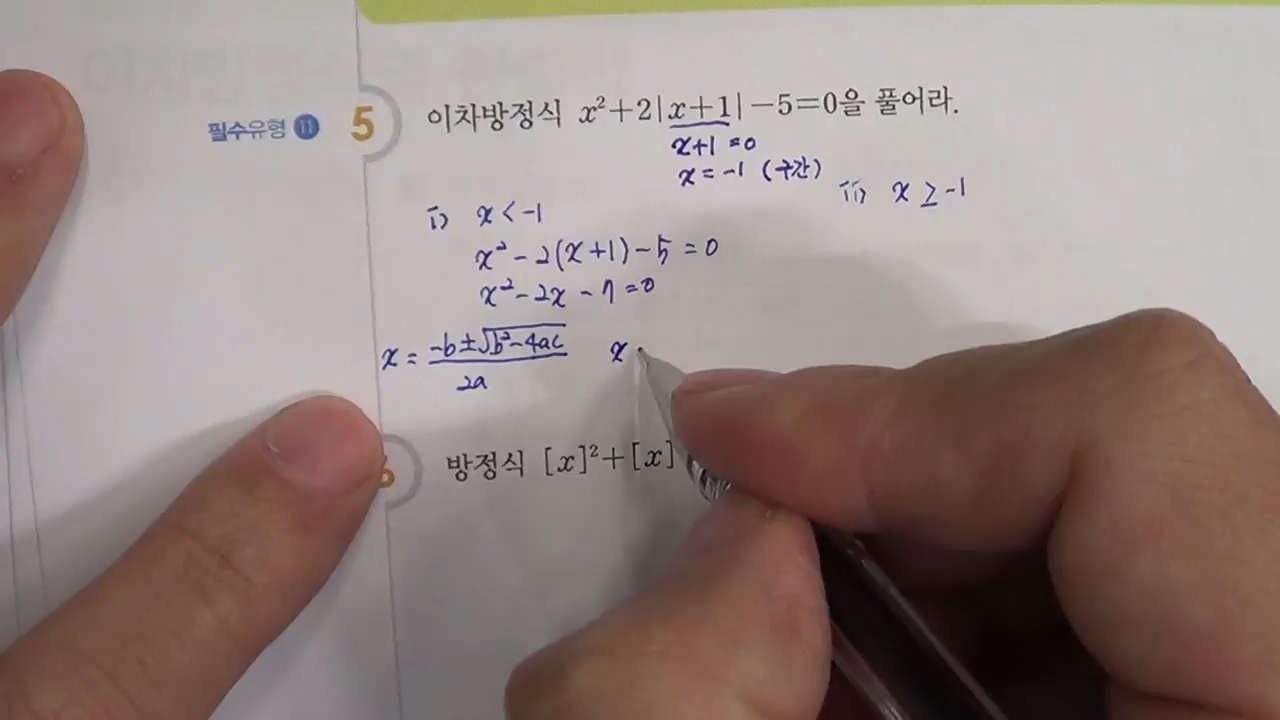 필수유형 11 5 이차방정식 x²+2|x+1|-5=0을 풀어라.
x+1=0
x=-1 (구간)
i) x<-1
ii) x≥-1
x²-2(x+1)-5=0
x²-2x-7=0
x= (-b±√(b²-4ac))/2a x
방정식 [x]²+[x]